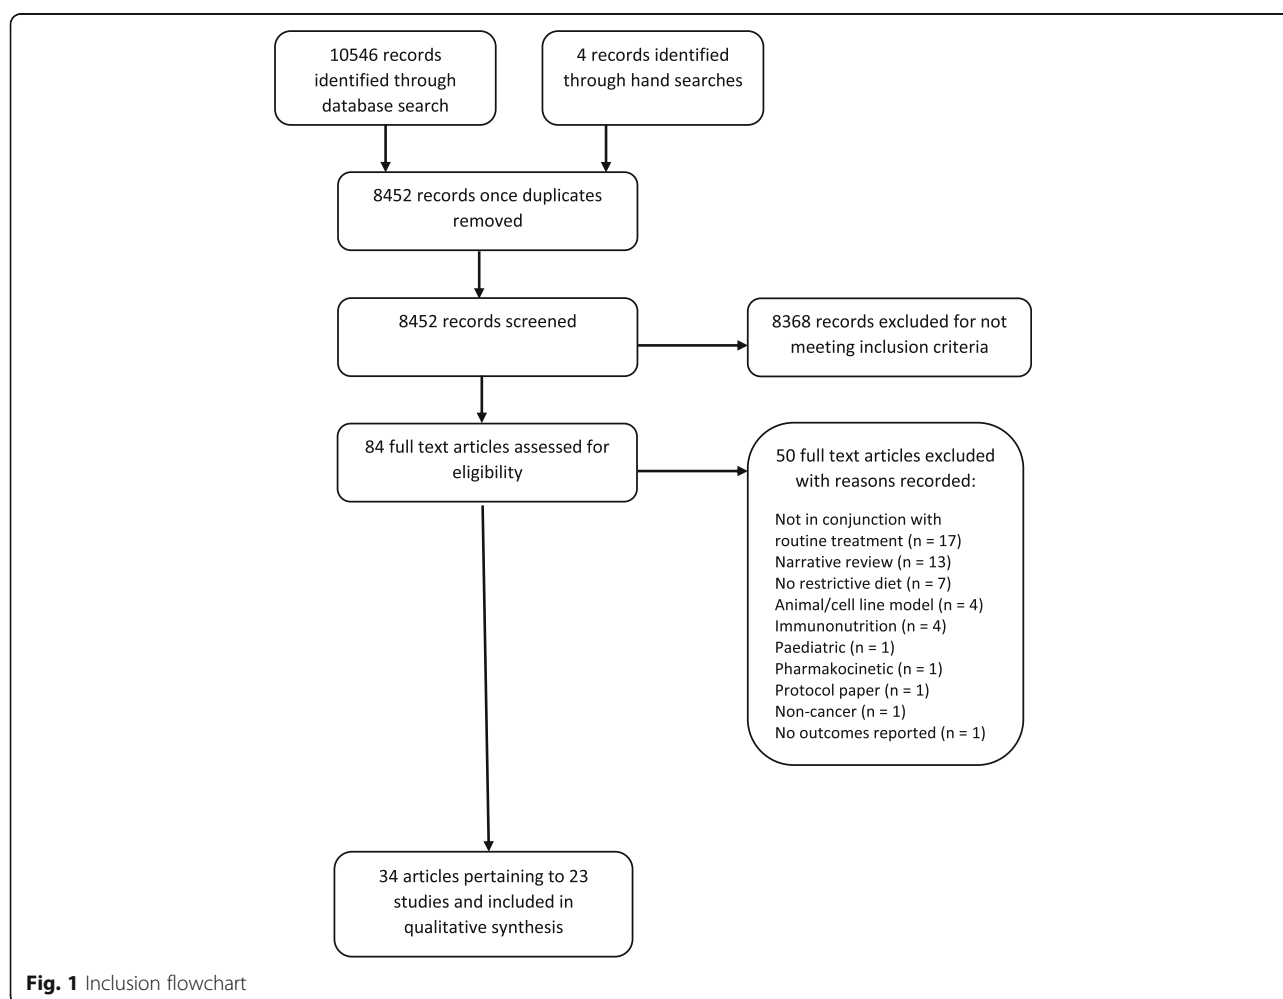 10546 records
identified through
database search
4 records identified
through hand searches
8452 records once duplicates
removed
8452 records screened
8368 records excluded for not
meeting inclusion criteria
84 full text articles assessed for
eligibility
50 full text articles excluded
with reasons recorded:
Not in conjunction with
routine treatment (n = 17)
Narrative review (n = 13)
No restrictive diet (n = 7)
Animal/cell line model (n = 4)
Immunonutrition (n = 4)
Paediatric (n = 1)
Pharmakocinetic (n = 1)
Protocol paper (n = 1)
Non-cancer (n = 1)
No outcomes reported (n = 1)
34 articles pertaining to 23
studies and included in
qualitative synthesis
Fig. 1 Inclusion flowchart